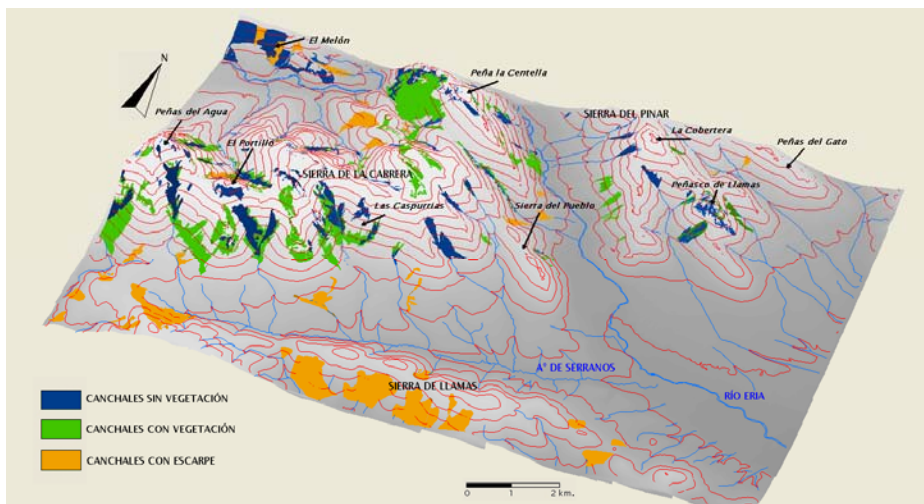 El Melón
N
Peña la Centella
SIERRA DEL PINAR
Peñas del Agua
La Cobertera
El Portillo
Peñas del Gato
SIERRA DE LA CABRERA
Peñasco de Llamas
Las Caspurrias
Sierra del Pueblo
Aº DE SERRANOS
SIERRA DE LLAMAS
RÍO ERIA
CANCHALES SIN VEGETACIÓN
CANCHALES CON VEGETACIÓN
CANCHALES CON ESCARPE
0 1 2 km.